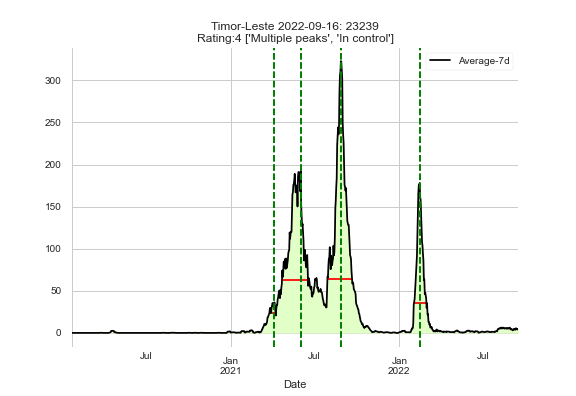 Timor-Leste 2022-09-16: 23239
Rating:4 ['Multiple peaks', 'In control']
Average-7d
300
250
200
150
100
50
0
Jul
Jan
2021
Jul
Jan
2022
Jul
Date